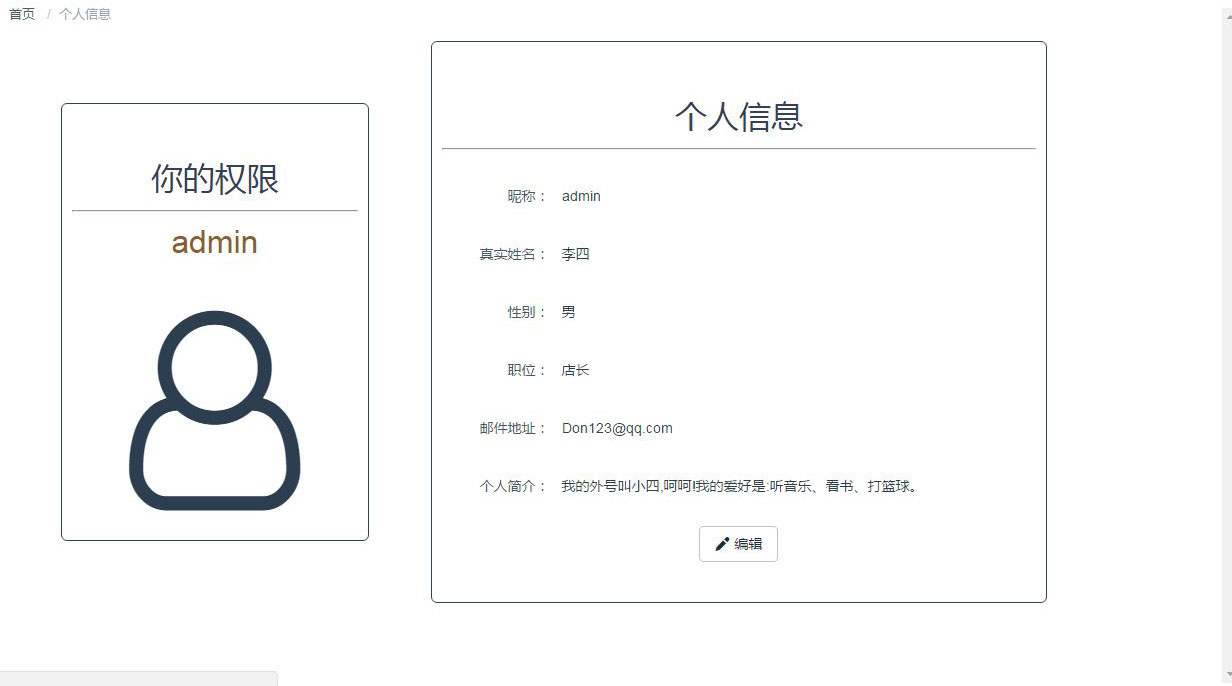 首页 / 个人信息
你的权限
admin
个人信息
昵称： admin
真实姓名： 李四
性别： 男
职位： 店长
邮件地址： Don123@qq.com
个人简介： 我的外号叫小四,呵呵!我的爱好是:听音乐、看书、打篮球。
编辑